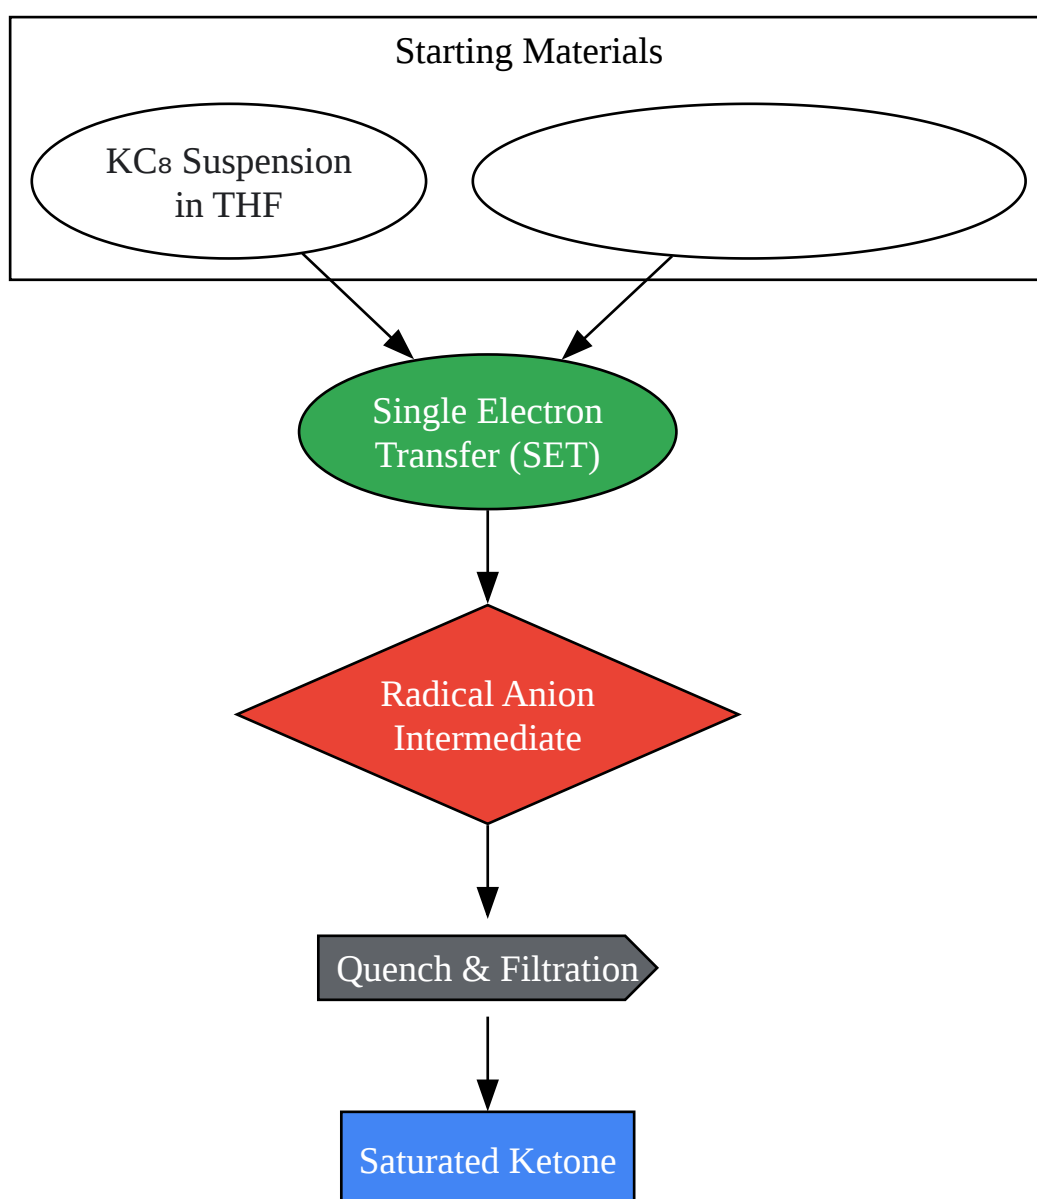 Starting Materials
KC₈ Suspension
in THF
Single Electron
Transfer (SET)
Radical Anion
Intermediate
Quench & Filtration
Saturated Ketone